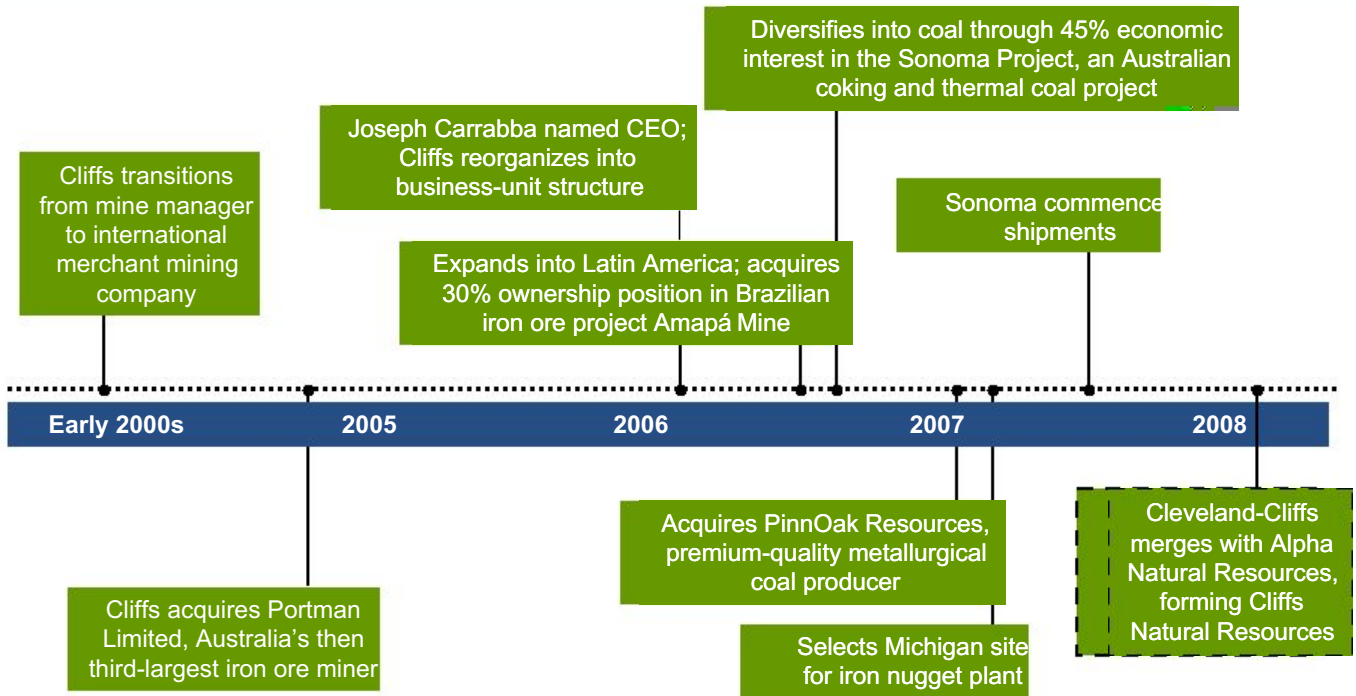 Diversifies into coal through 45% economic
interest in the Sonoma Project, an Australian
coking and thermal coal project
Joseph Carrabba named CEO;
Cliffs reorganizes into
business-unit structure
Cliffs transitions
from mine manager
to international
merchant mining
company
Sonoma commence
shipments
Expands into Latin America; acquires
30% ownership position in Brazilian
iron ore project Amapá Mine
Early 2000s
2005
2006
2007
2008
Acquires PinnOak Resources,
premium-quality metallurgical
coal producer
Cleveland-Cliffs
merges with Alpha
Natural Resources,
forming Cliffs
Natural Resources
Cliffs acquires Portman
Limited, Australia’s then
third-largest iron ore miner
Selects Michigan site
for iron nugget plant